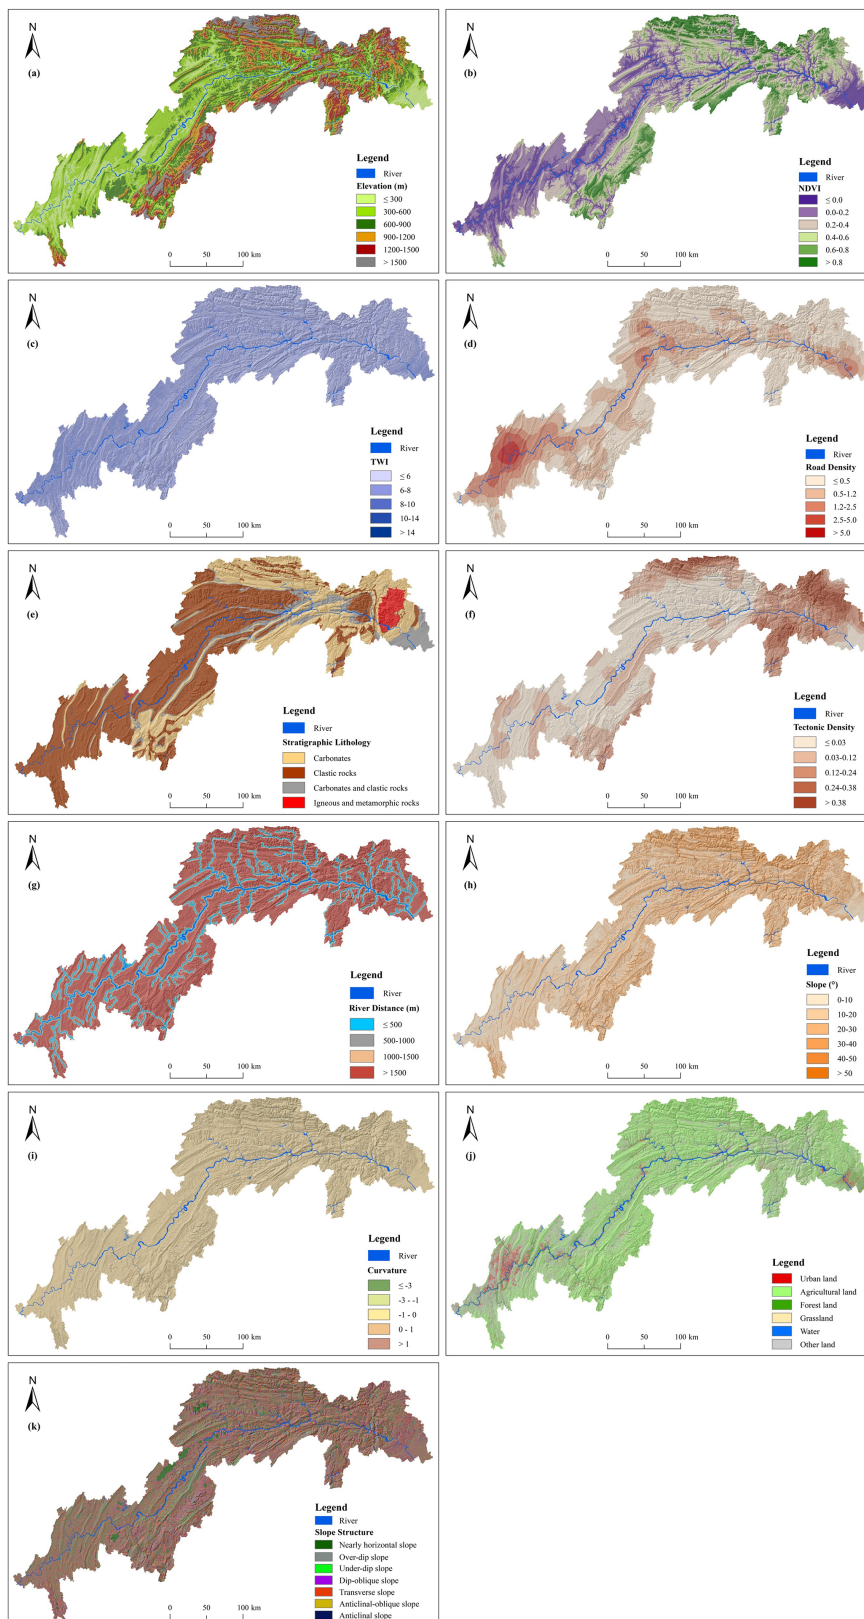 N
(a)
Legend
River
Elevation (m)
≤ 300
300-600
600-900
900-1200
1200-1500
> 1500
0 50 100 km
N
(b)
Legend
River
NDVI
≤ 0.0
0.0-0.2
0.2-0.4
0.4-0.6
0.6-0.8
> 0.8
0 50 100 km
N
(c)
Legend
River
TWI
≤ 6
6-8
8-10
10-14
> 14
0 50 100 km
N
(d)
Legend
River
Road Density
≤ 0.5
0.5-1.2
1.2-2.5
2.5-5.0
> 5.0
0 50 100 km
N
(e)
Legend
River
Stratigraphic Lithology
Carbonates
Clastic rocks
Carbonates and clastic rocks
Igneous and metamorphic rocks
0 50 100 km
N
(f)
Legend
River
Tectonic Density
≤ 0.03
0.03-0.12
0.12-0.24
0.24-0.38
> 0.38
0 50 100 km
N
(g)
Legend
River
River Distance (m)
≤ 500
500-1000
1000-1500
> 1500
0 50 100 km
N
(h)
Legend
River
Slope (°)
0-10
10-20
20-30
30-40
40-50
> 50
0 50 100 km
N
(i)
Legend
River
Curvature
≤ -3
-3 - -1
-1 - 0
0 - 1
> 1
0 50 100 km
N
(j)
Legend
Urban land
Agricultural land
Forest land
Grassland
Water
Other land
0 50 100 km
N
(k)
Legend
River
Slope Structure
Nearly horizontal slope
Over-dip slope
Under-dip slope
Dip-oblique slope
Transverse slope
Anticlinal-oblique slope
Anticlinal slope
0 50 100 km